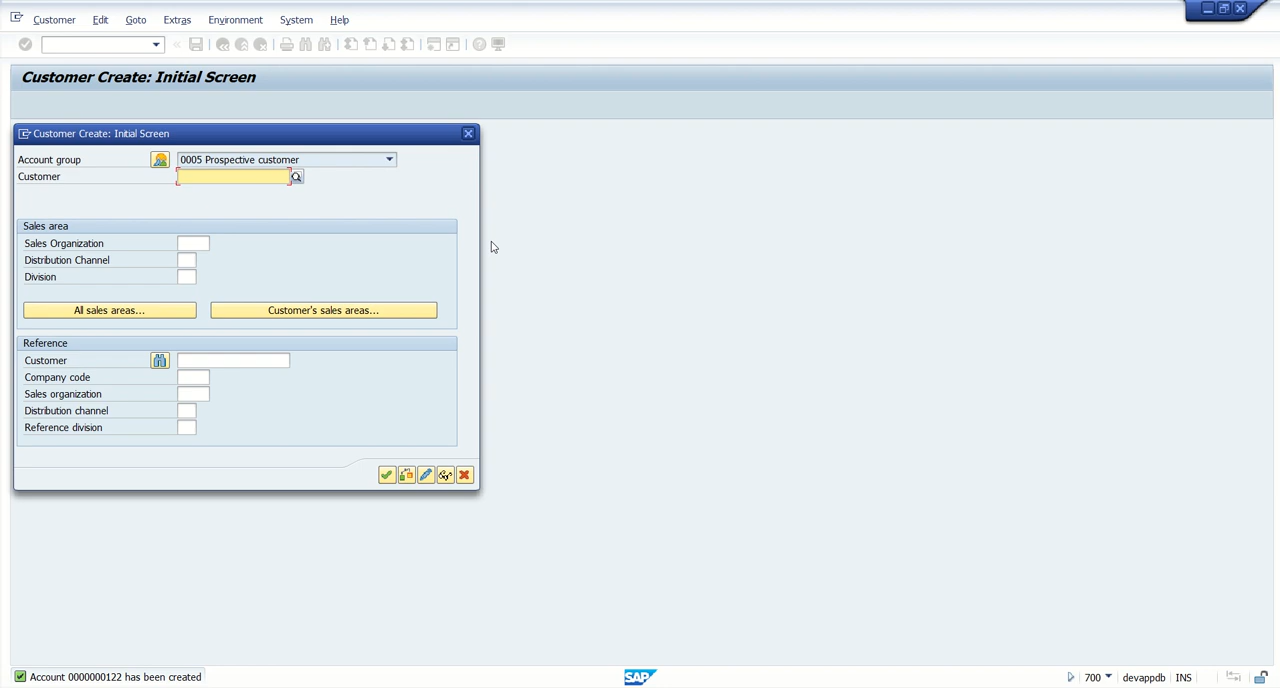 Customer Edit Goto Extras Environment System Help
Customer Create: Initial Screen
Customer Create: Initial Screen
Account group 0005 Prospective customer
Customer
Sales area
Sales Organization
Distribution Channel
Division
All sales areas... Customer's sales areas...
Reference
Customer
Company code
Sales organization
Distribution channel
Reference division
Account 0000000122 has been created SAP 700 devappdb INS